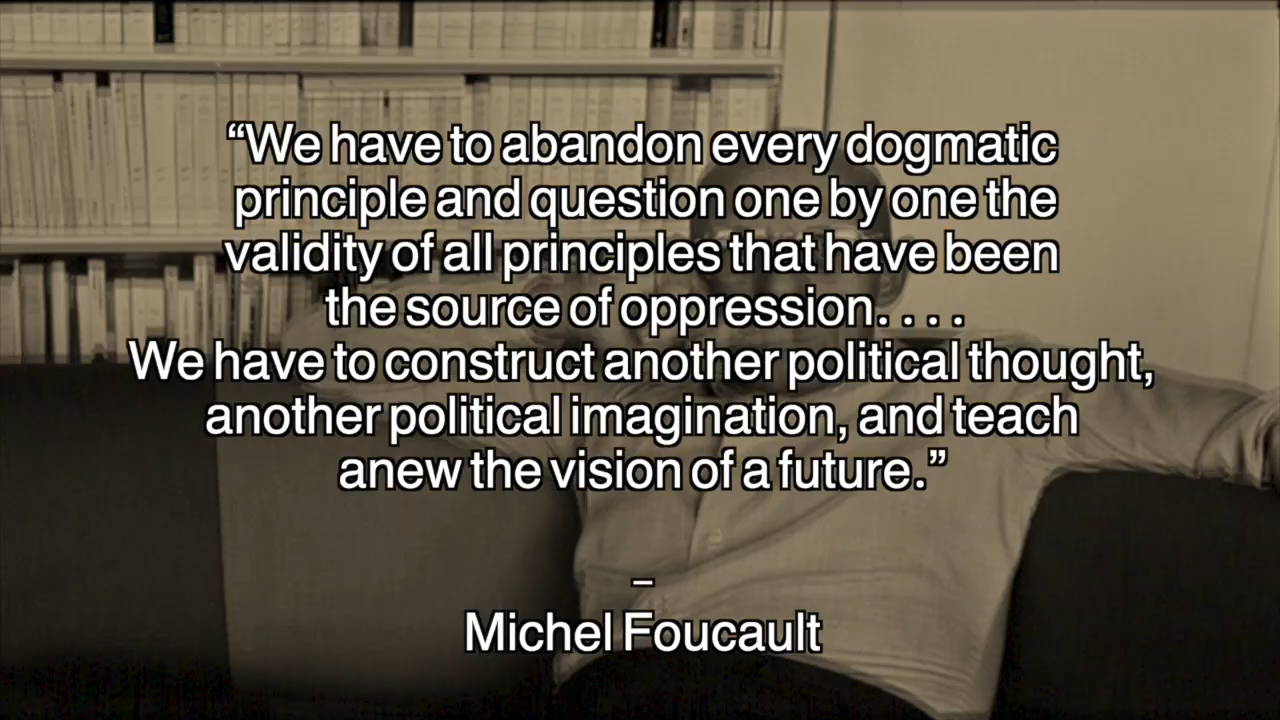 “We have to abandon every dogmatic
principle and question one by one the
validity of all principles that have been
the source of oppression. . . .
We have to construct another political thought,
another political imagination, and teach
anew the vision of a future.”
–
Michel Foucault